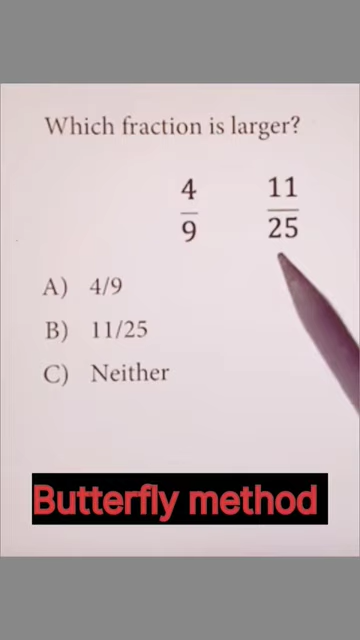 Which fraction is larger?
4 11
9 25
A) 4/9
B) 11/25
C) Neither
Butterfly method